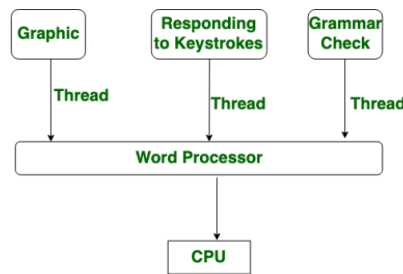 Graphic
Responding
to Keystrokes
Grammar
Check
Thread
Thread
Thread
Word Processor
CPU